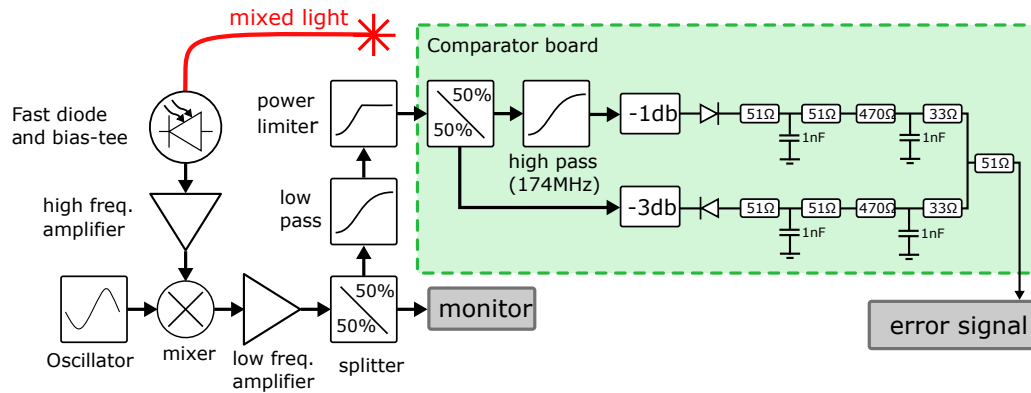 mixed light
Comparator board
Fast diode
and bias-tee
power
limiter
50%
50%
high pass
(174MHz)
-1db
51Ω
51Ω
470Ω
33Ω
1nF
1nF
51Ω
high freq.
amplifier
low
pass
-3db
51Ω
51Ω
470Ω
33Ω
1nF
1nF
Oscillator
mixer
low freq.
amplifier
50%
50%
splitter
monitor
error signal